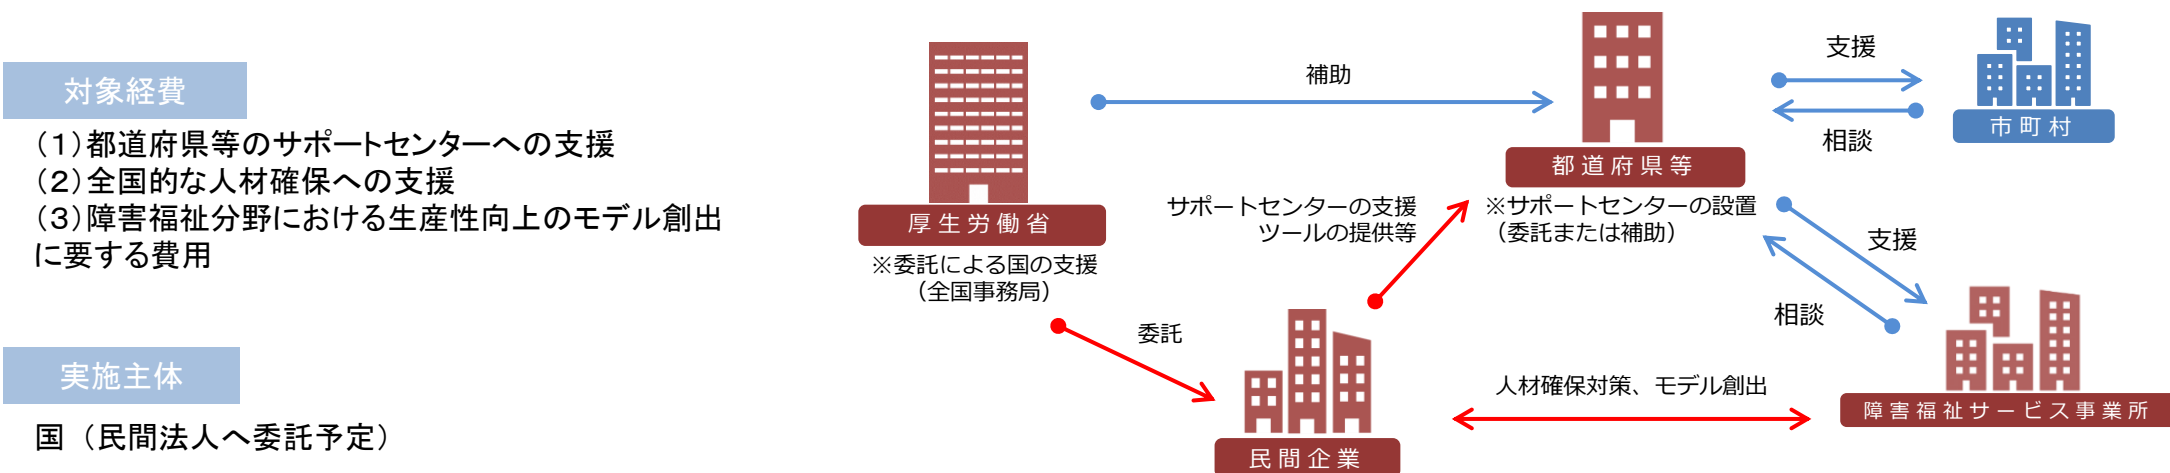 対象経費
（１）都道府県等のサポートセンターへの支援
（２）全国的な人材確保への支援
（３）障害福祉分野における生産性向上のモデル創出
に要する費用
実施主体
国（民間法人へ委託予定）
厚生労働省
※委託による国の支援
（全国事務局）
補助
都道府県等
※サポートセンターの設置
（委託または補助）
支援
相談
市町村
サポートセンターの支援
ツールの提供等
支援
相談
委託
民間企業
人材確保対策、モデル創出
障害福祉サービス事業所